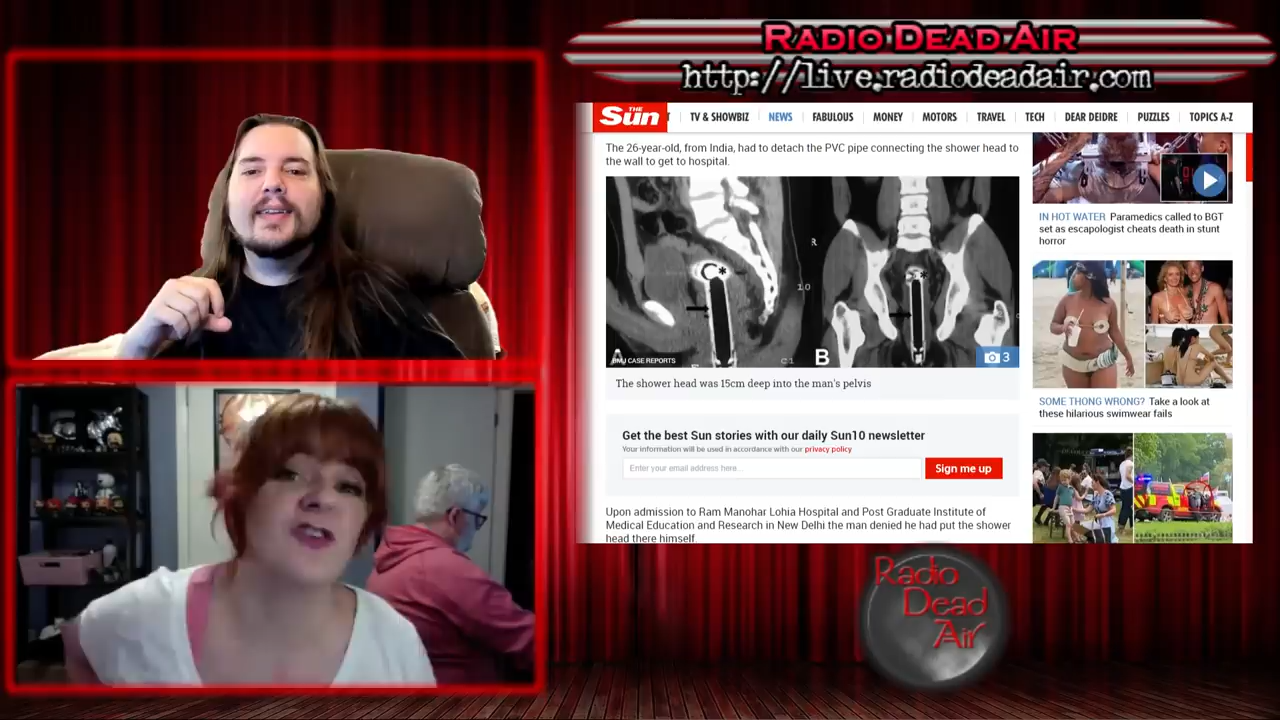 RADIO DEAD AIR
http://live.radiodeadair.com
THE
Sun
TV & SHOWBIZ
NEWS
FABULOUS
MONEY
MOTORS
TRAVEL
TECH
DEAR DEIDRE
PUZZLES
TOPICS A-Z
The 26-year-old, from India, had to detach the PVC pipe connecting the shower head to
the wall to get to hospital.
R
10
B
BMJ CASE REPORTS
3
The shower head was 15cm deep into the man's pelvis
Get the best Sun stories with our daily Sun10 newsletter
Your information will be used in accordance with our privacy policy
Enter your email address here...
Sign me up
Upon admission to Ram Manohar Lohia Hospital and Post Graduate Institute of
Medical Education and Research in New Delhi the man denied he had put the shower
head there himself.
IN HOT WATER Paramedics called to BGT
set as escapologist cheats death in stunt
horror
SOME THONG WRONG? Take a look at
these hilarious swimwear fails
Radio
Dead
Air